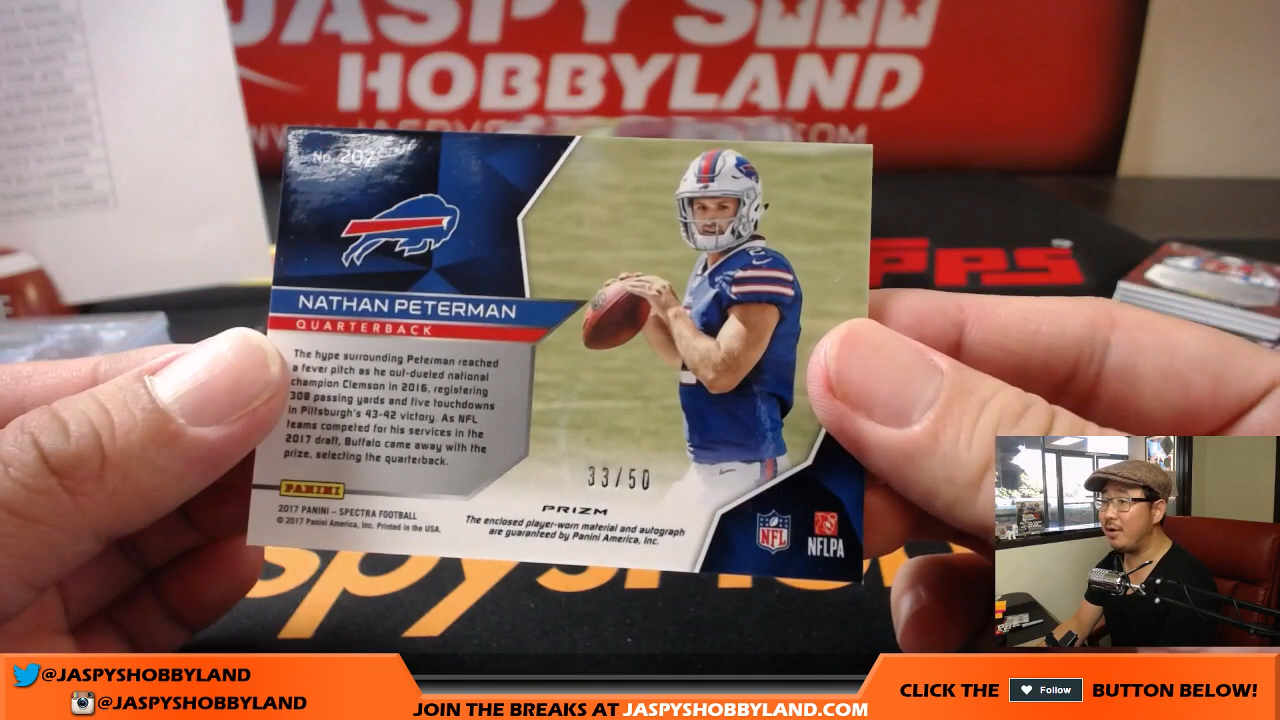 JASPY'S
HOBBYLAND
No. 207
NATHAN PETERMAN
QUARTERBACK
The hype surrounding Peterman reached
a fever pitch as he out-dueled national
champion Clemson in 2016, registering
308 passing yards and five touchdowns
in Pittsburgh's 43-42 victory. As NFL
teams competed for his services in the
2017 draft, Buffalo came away with the
prize, selecting the quarterback.
PANINI
2017 PANINI – SPECTRA FOOTBALL
© 2017 Panini America, Inc. Printed in the USA.
33/50
PRIZM
The enclosed player-worn material and autograph
are guaranteed by Panini America, Inc.
NFL
NFLPA
@JASPYSHOBBYLAND
@JASPYSHOBBYLAND
JOIN THE BREAKS AT JASPYSHOBBYLAND.COM
CLICK THE Follow BUTTON BELOW!